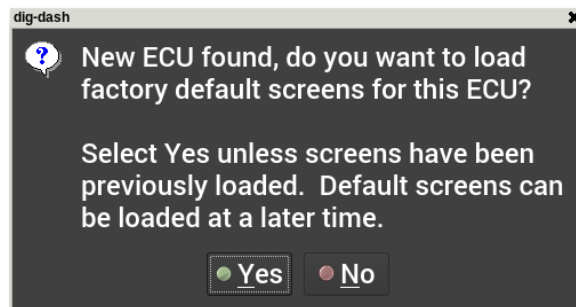 dig-dash
New ECU found, do you want to load
factory default screens for this ECU?
Select Yes unless screens have been
previously loaded.  Default screens can
be loaded at a later time.
Yes
No